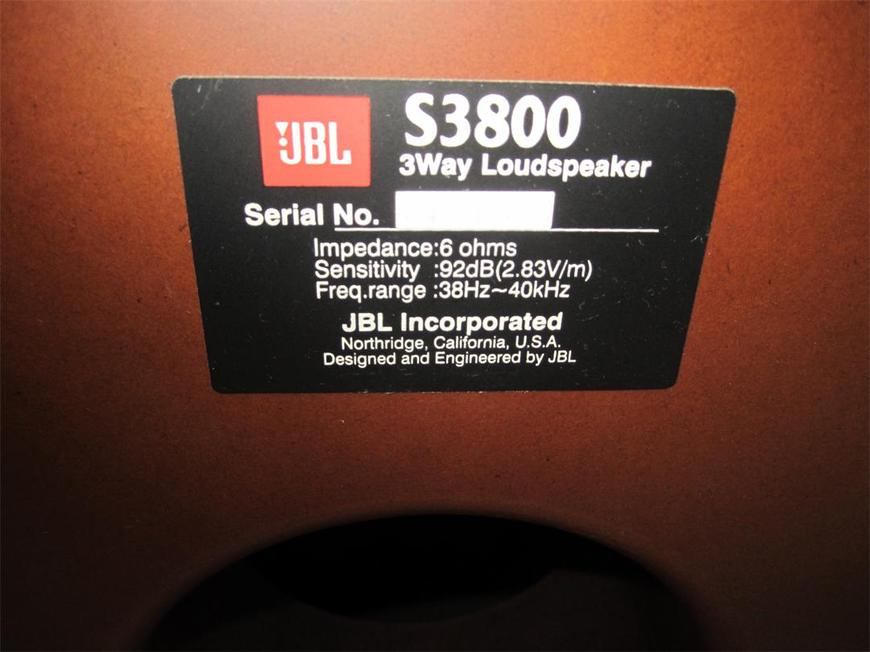 JBL
S3800
3Way Loudspeaker
Serial No.
Impedance:6 ohms
Sensitivity :92dB(2.83V/m)
Freq.range :38Hz~40kHz
JBL Incorporated
Northridge, California, U.S.A.
Designed and Engineered by JBL